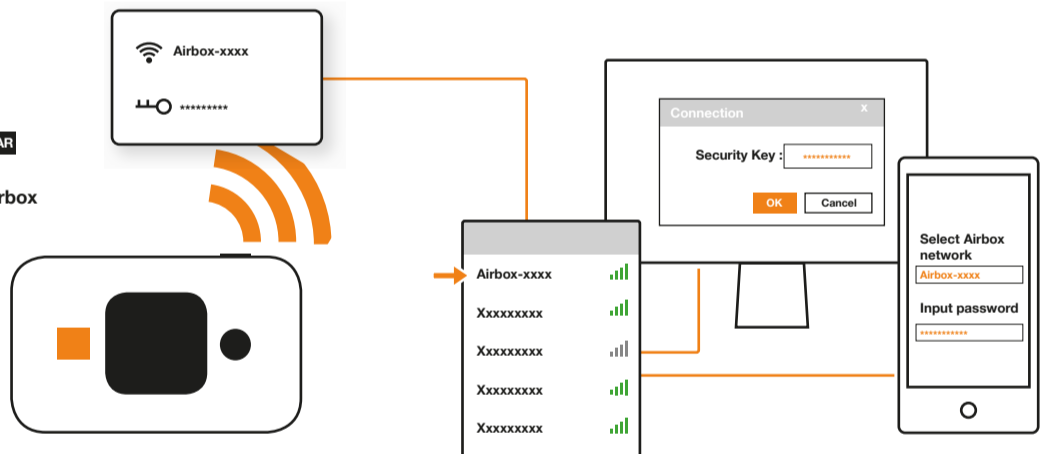 Airbox-xxxx
*********
AR
rbox
Connection
x
Security Key :
***********
OK
Cancel
Airbox-xxxx
Xxxxxxxxx
Xxxxxxxxx
Xxxxxxxxx
Xxxxxxxxx
Select Airbox
network
Airbox-xxxx
Input password
***********